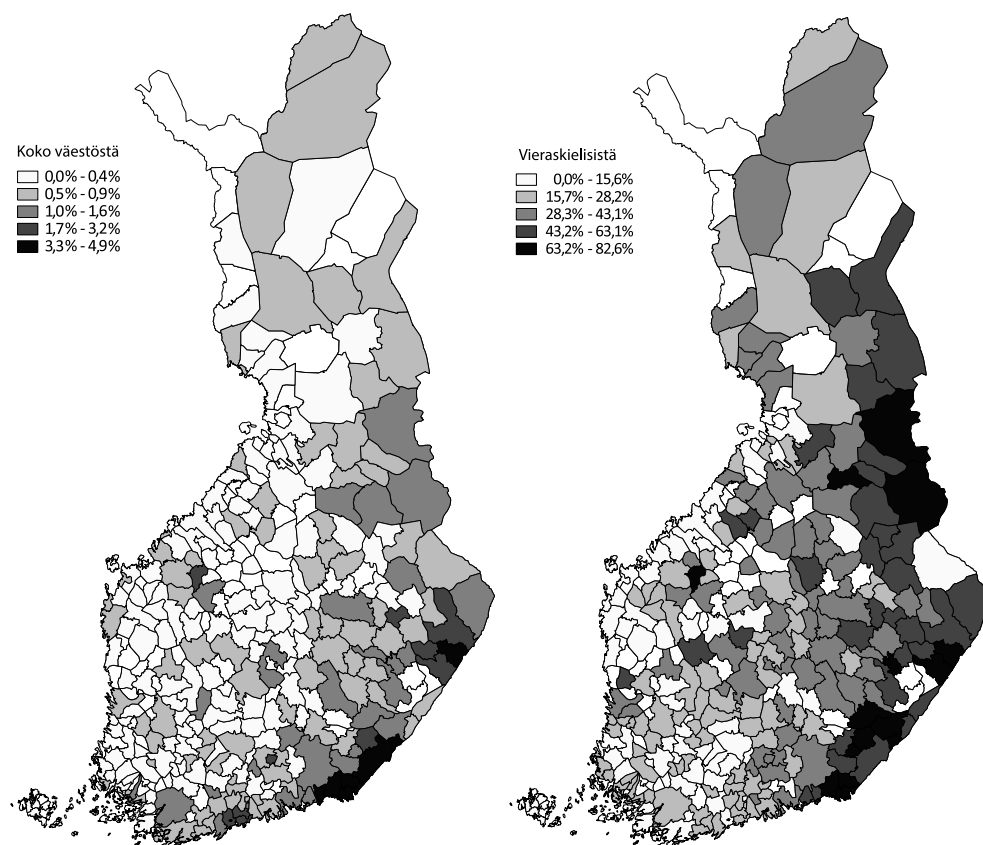 Koko väestöstä
0,0% - 0,4%
0,5% - 0,9%
1,0% - 1,6%
1,7% - 3,2%
3,3% - 4,9%
Vieraskielisistä
0,0% - 15,6%
15,7% - 28,2%
28,3% - 43,1%
43,2% - 63,1%
63,2% - 82,6%